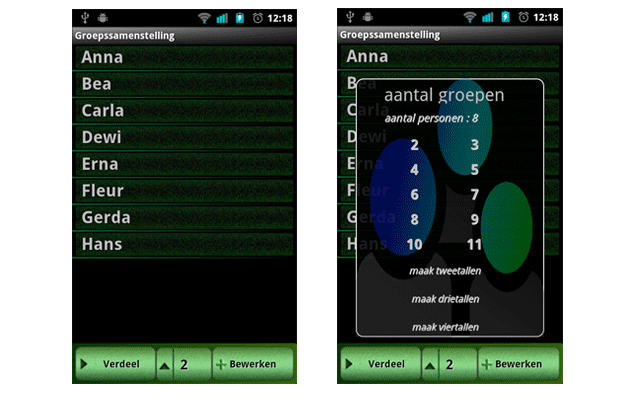 12:18
Groepssamenstelling
Anna
Bea
Carla
Dewi
Erna
Fleur
Gerda
Hans
Verdeel 2 Bewerken
12:18
Groepssamenstelling
Anna
aantal groepen
aantal personen : 8
2 3
4 5
6 7
8 9
10 11
maak tweetallen
maak drietallen
maak viertallen
Verdeel 2 Bewerken